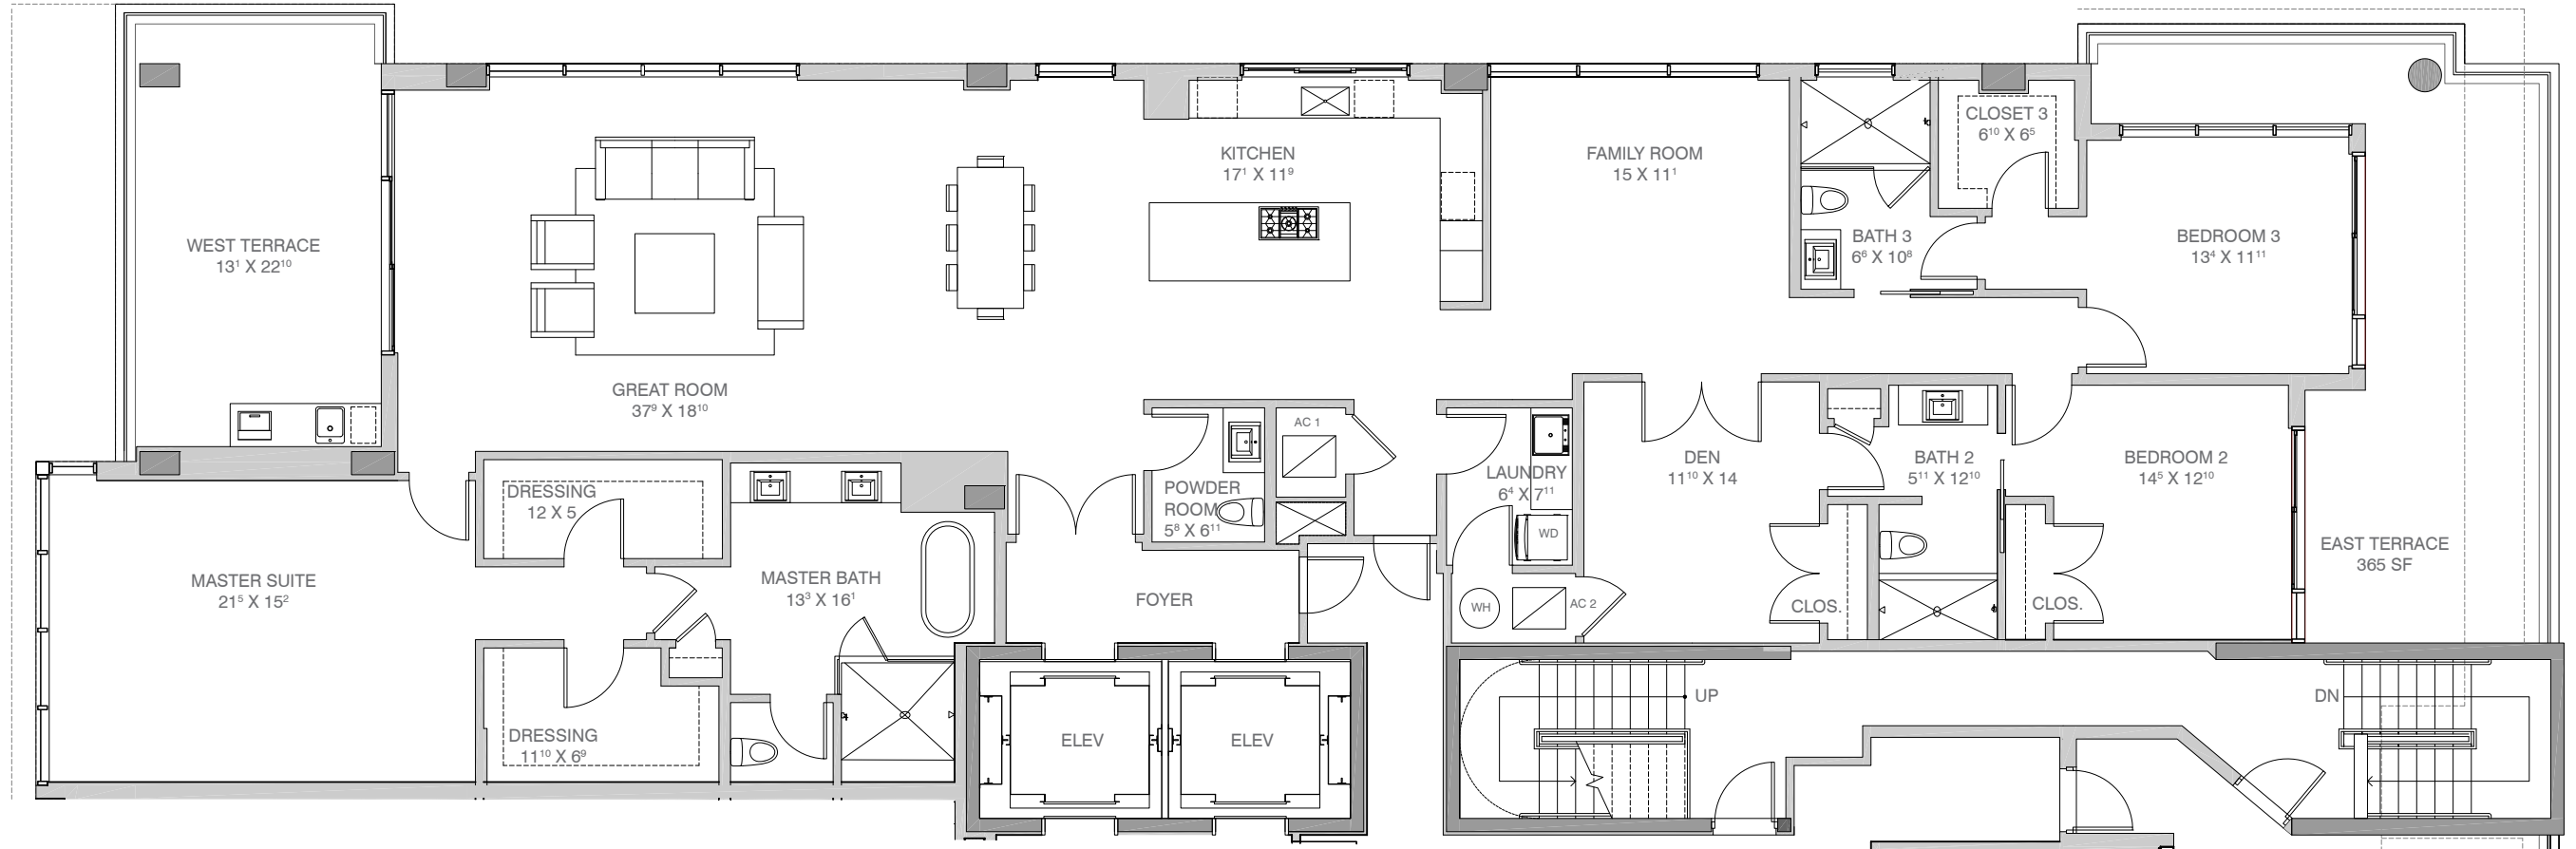 WEST TERRACE
13¹ X 22¹⁰
GREAT ROOM
37⁹ X 18¹⁰
KITCHEN
17¹ X 11⁹
FAMILY ROOM
15 X 11¹
BATH 3
6⁶ X 10⁸
CLOSET 3
6¹⁰ X 6⁵
BEDROOM 3
13⁴ X 11¹¹
MASTER SUITE
21⁵ X 15²
DRESSING
12 X 5
DRESSING
11¹⁰ X 6⁹
MASTER BATH
13³ X 16¹
FOYER
POWDER
ROOM
5⁸ X 6¹¹
AC 1
LAUNDRY
6⁴ X 7¹¹
WD
WH
AC 2
DEN
11¹⁰ X 14
CLOS.
BATH 2
5¹¹ X 12¹⁰
CLOS.
BEDROOM 2
14⁵ X 12¹⁰
EAST TERRACE
365 SF
ELEV
ELEV
UP
DN